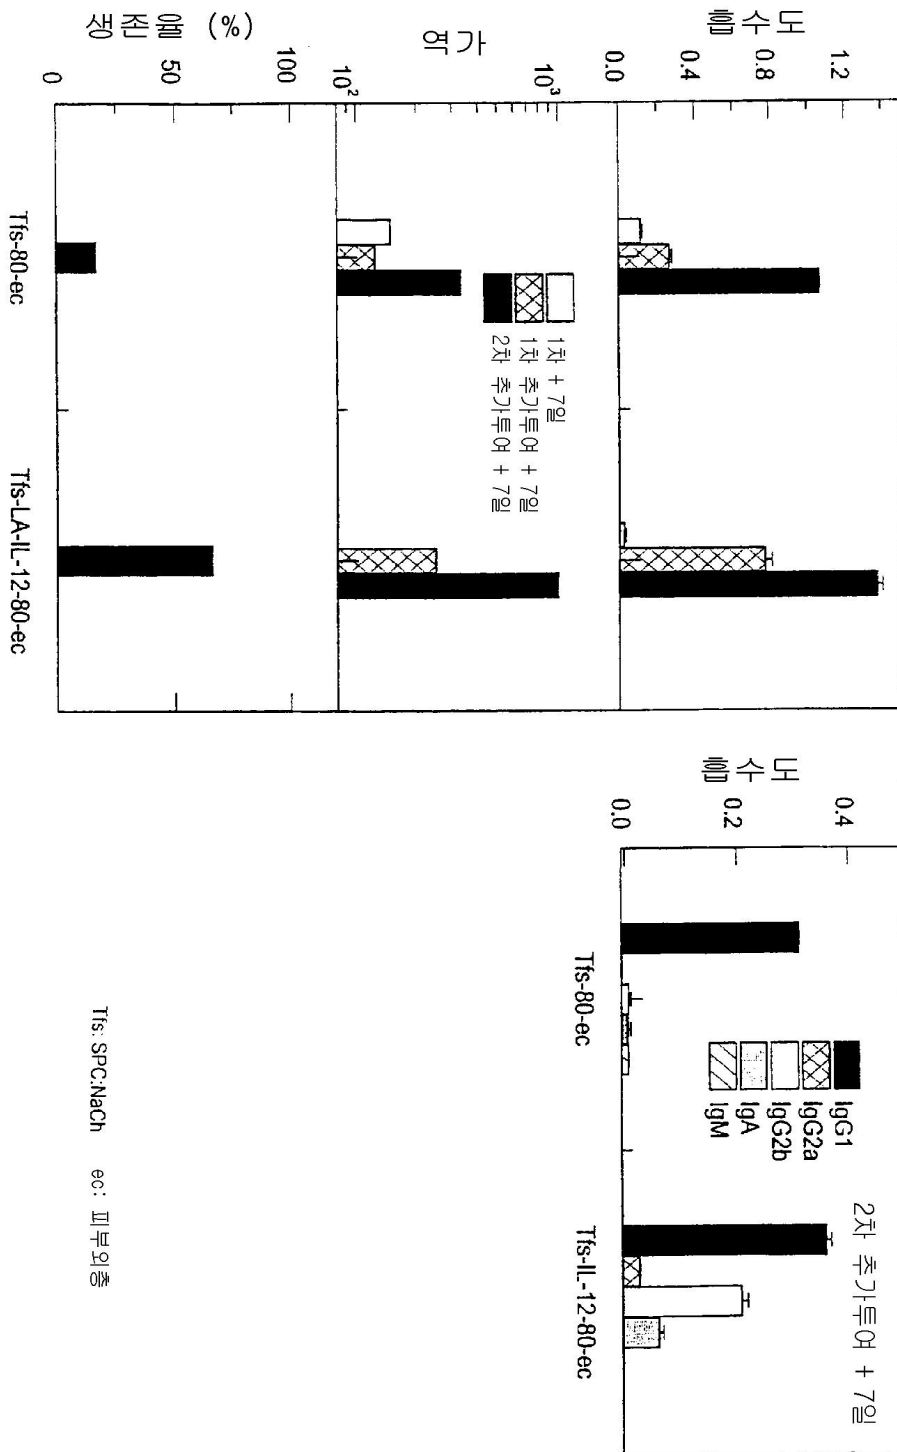 흡수도
1.2
0.8
0.4
0.0
역가
10³
10²
1차 + 7일
1차 추가투여 + 7일
2차 추가투여 + 7일
생존율 (%)
100
50
0
Tfs-80-ec
Tfs-LA-IL-12-80-ec
흡수도
0.4
0.2
0.0
2차 추가투여 + 7일
IgG1
IgG2a
IgG2b
IgA
IgM
Tfs-80-ec
Tfs-IL-12-80-ec
Tfs: SPC:NaCh ec: 피부외층